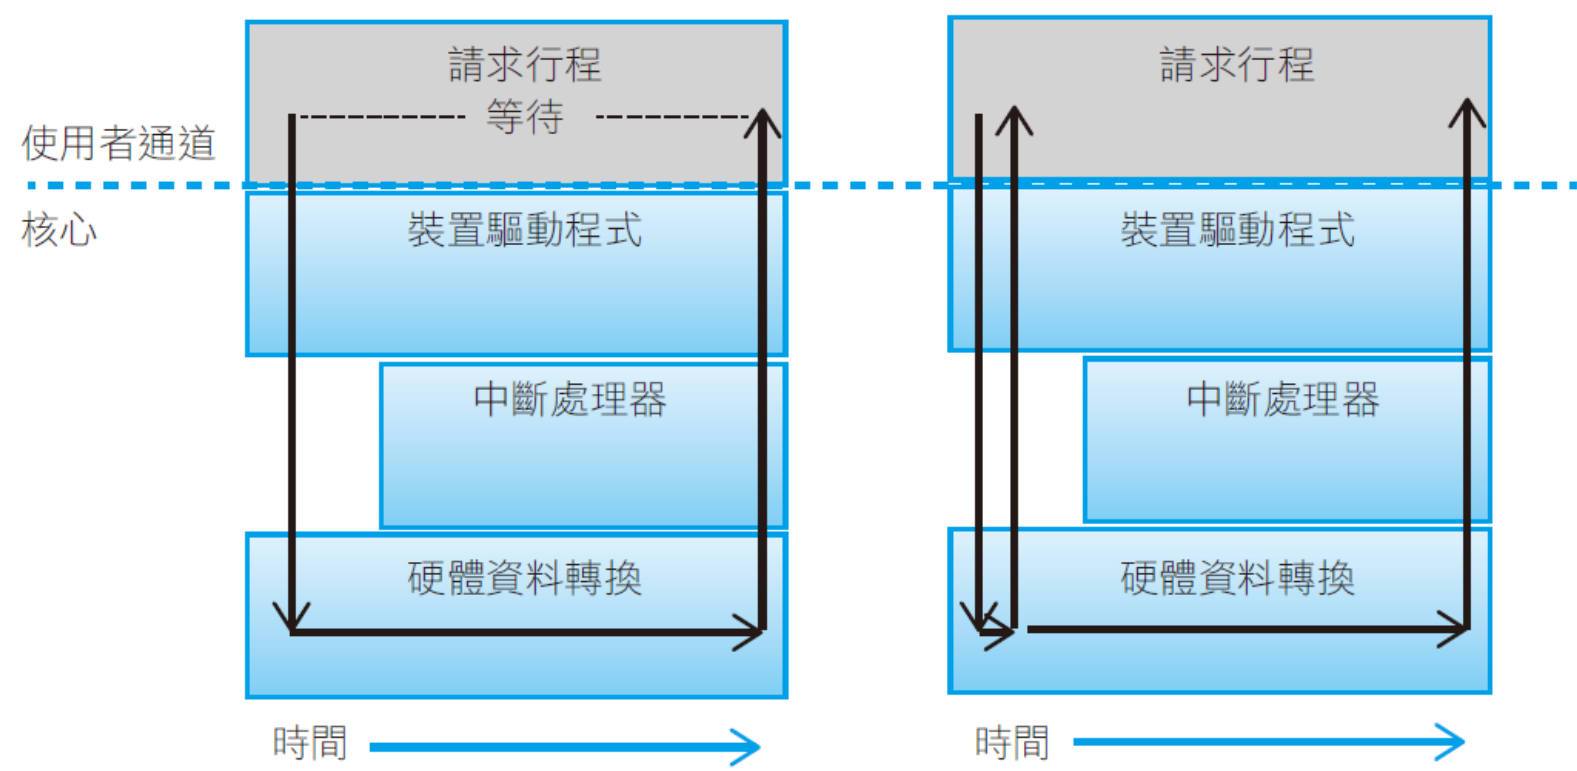 請求行程
等待
使用者通道
核心
裝置驅動程式
中斷處理器
硬體資料轉換
時間
請求行程
裝置驅動程式
中斷處理器
硬體資料轉換
時間